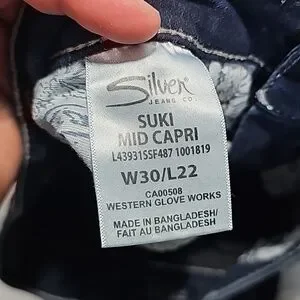 Silver
JEANS CO.
SUKI
MID CAPRI
L43931SSF487 1001819
W30/L22
CA00508
WESTERN GLOVE WORKS
MADE IN BANGLADESH/
FAIT AU BANGLADESH